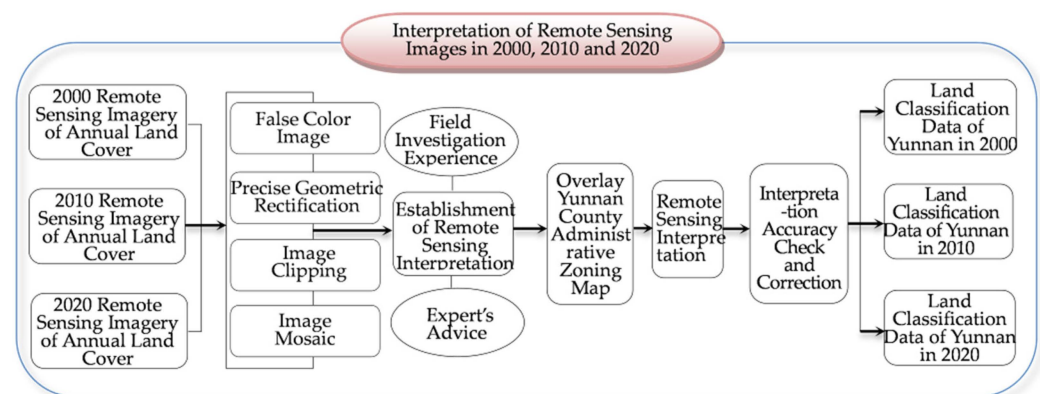 Interpretation of Remote Sensing
Images in 2000, 2010 and 2020
2000 Remote
Sensing Imagery
of Annual Land
Cover
2010 Remote
Sensing Imagery
of Annual Land
Cover
2020 Remote
Sensing Imagery
of Annual Land
Cover
False Color
Image
Precise Geometric
Rectification
Image
Clipping
Image
Mosaic
Field
Investigation
Experience
Establishment
of Remote
Sensing
Interpretation
Expert's
Advice
Overlay
Yunnan
County
Administ
rative
Zoning
Map
Remote
Sensing
Interpre
tation
Interpreta
-tion
Accuracy
Check
and
Correction
Land
Classification
Data of
Yunnan in 2000
Land
Classification
Data of Yunnan
in 2010
Land
Classification
Data of Yunnan
in 2020